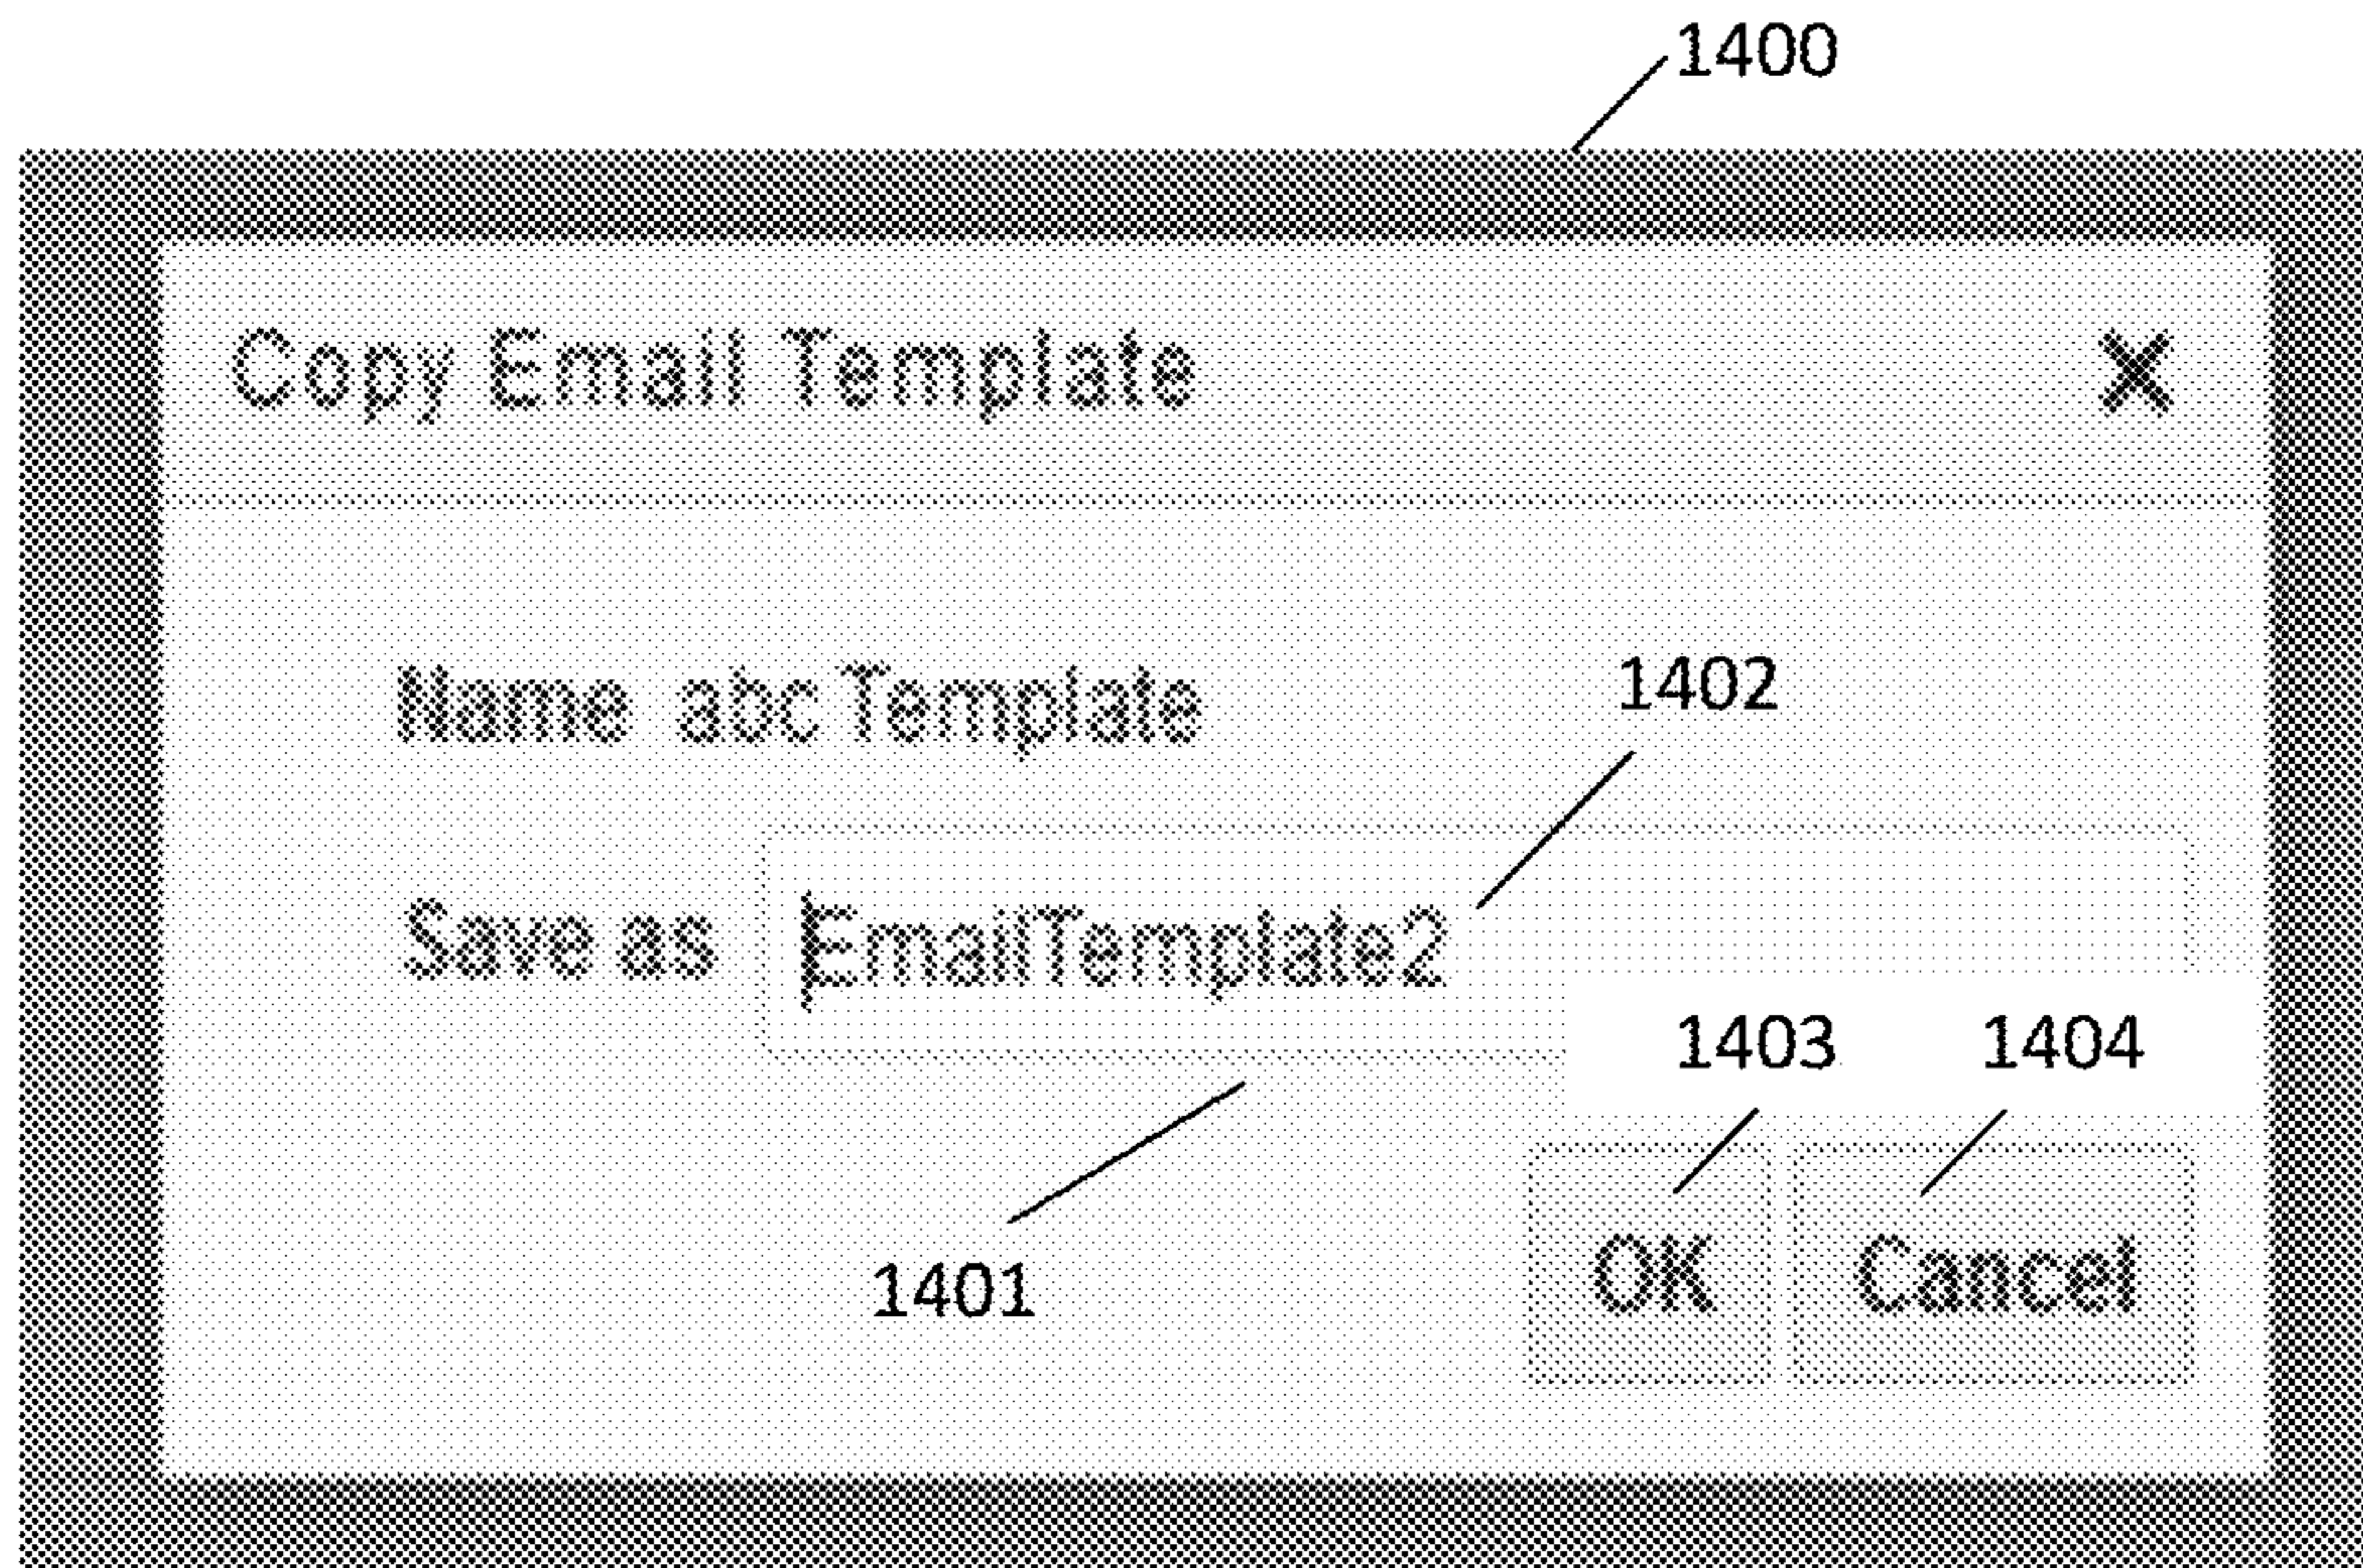 1400
Copy Email Template X
Name abc Template
1402
Save as EmailTemplate2
1403 1404
1401
OK Cancel